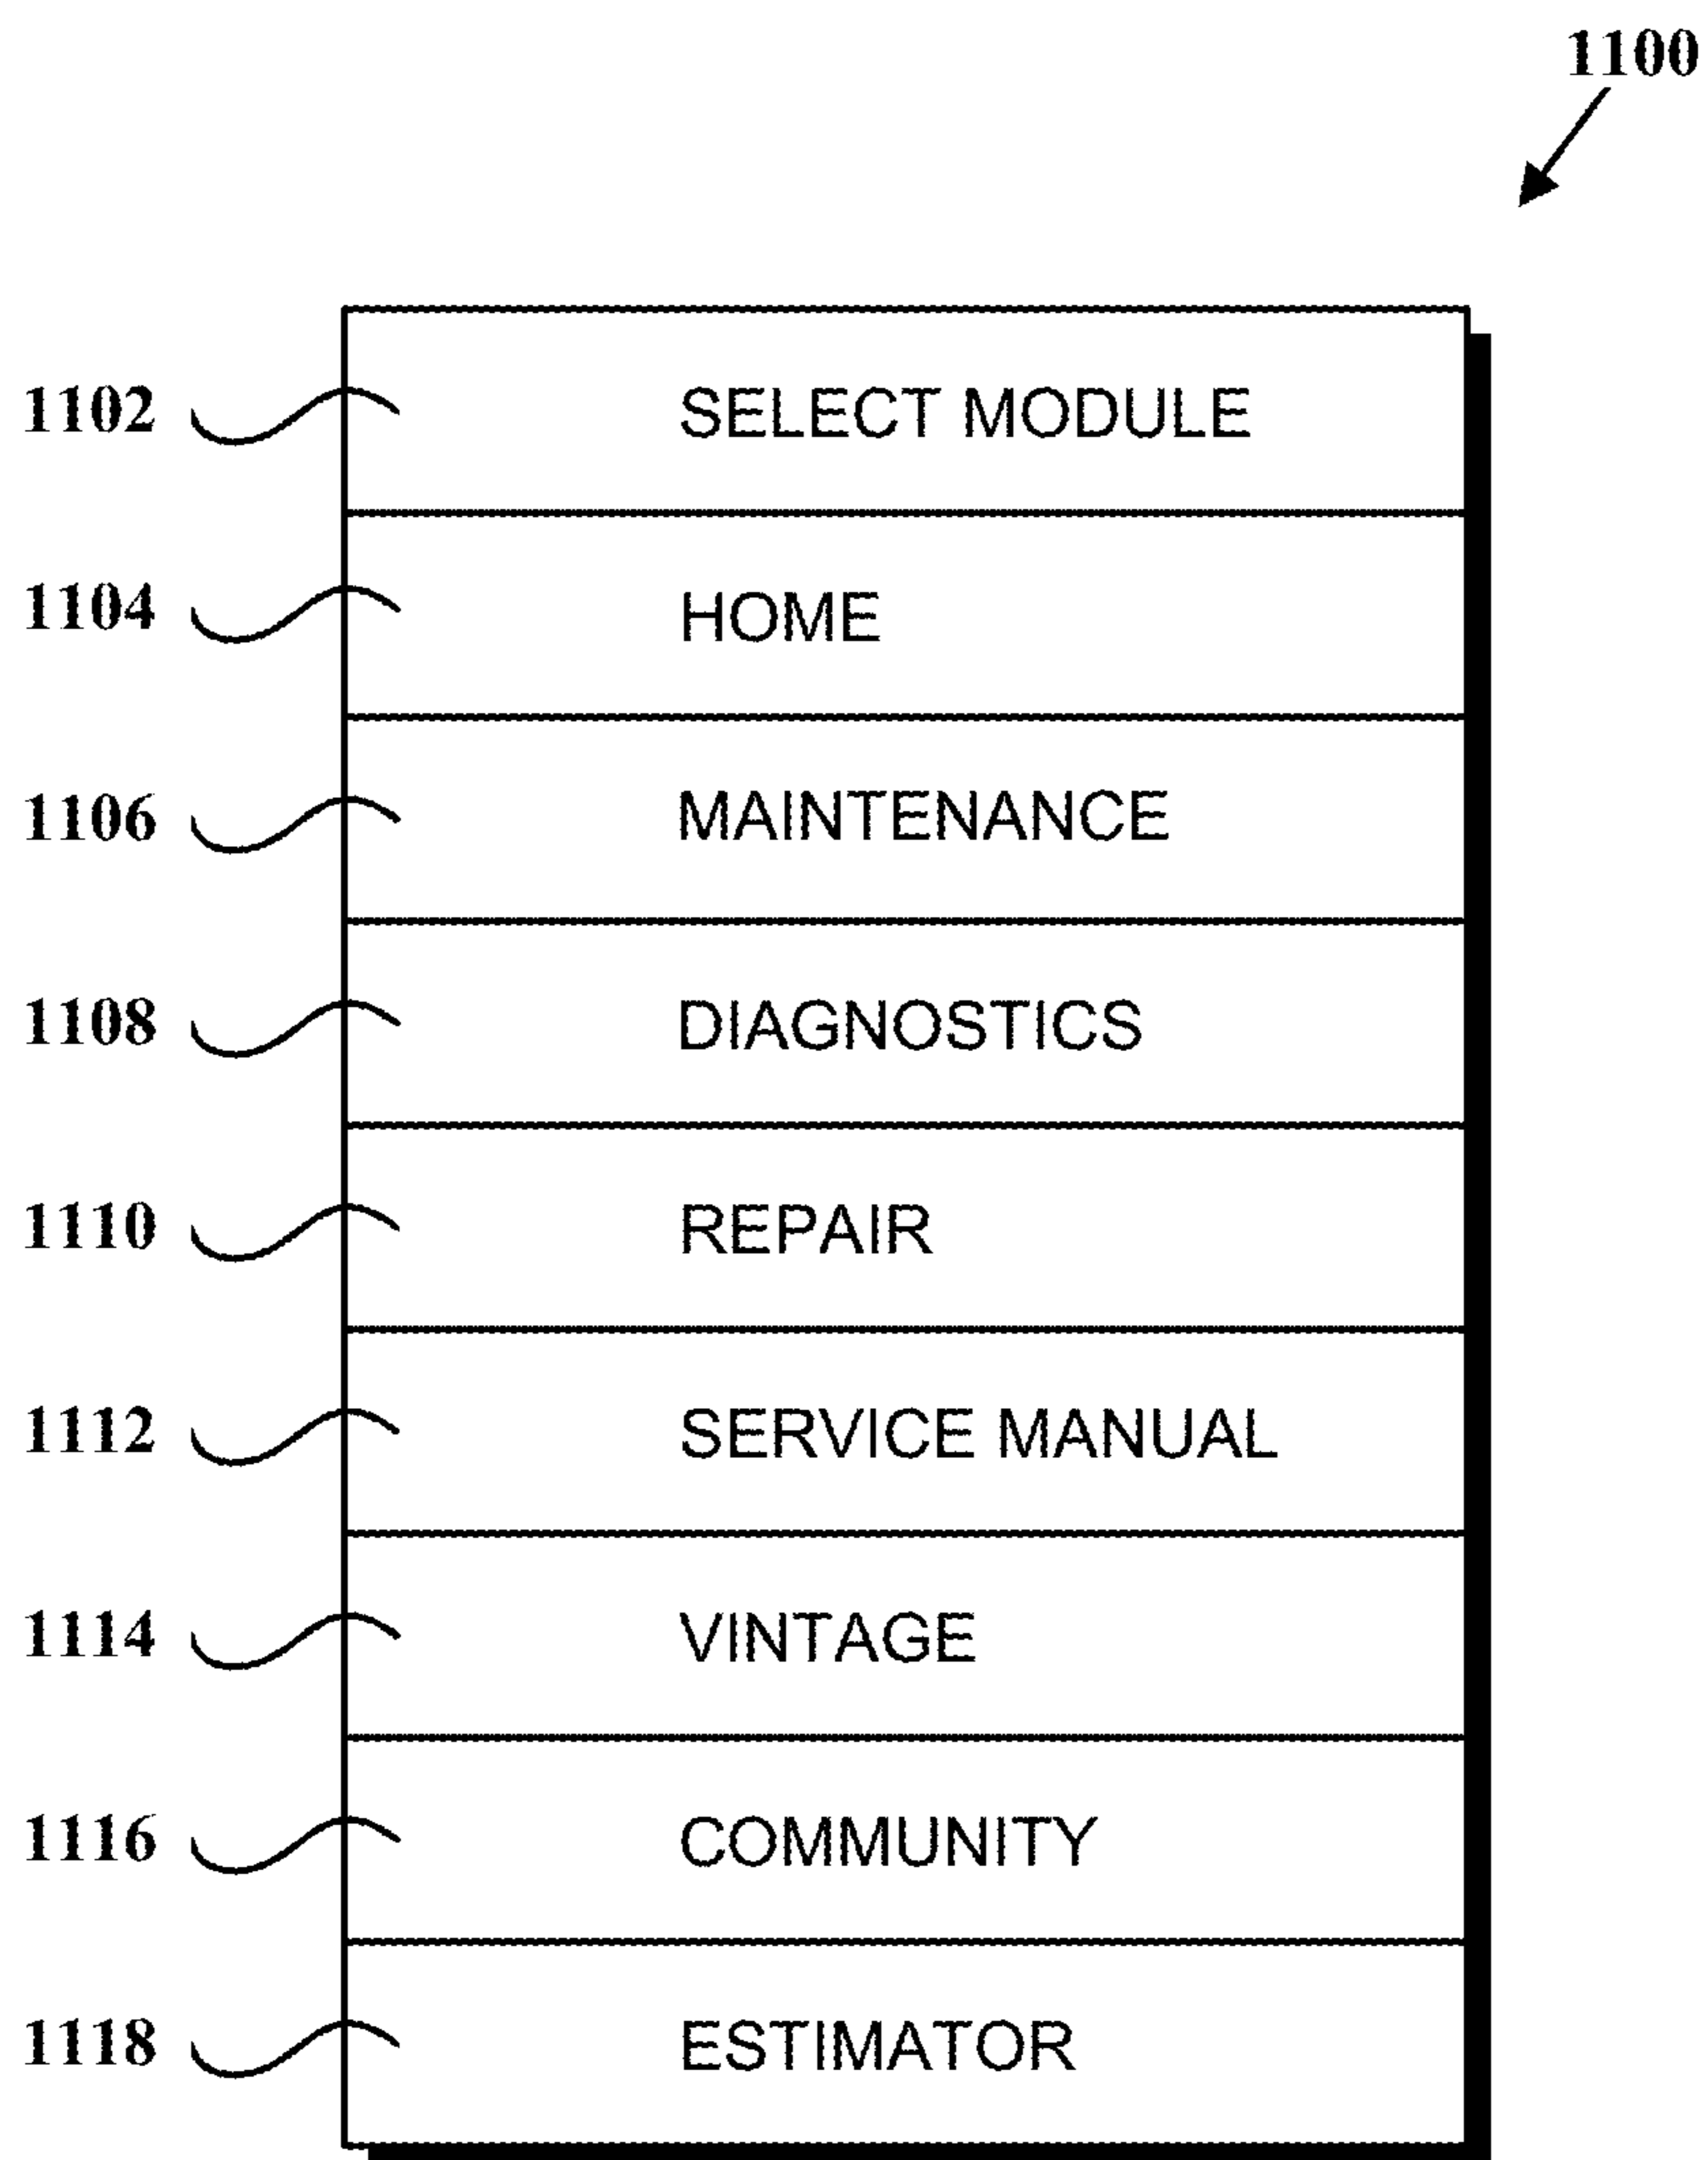 1100
1102 SELECT MODULE
1104 HOME
1106 MAINTENANCE
1108 DIAGNOSTICS
1110 REPAIR
1112 SERVICE MANUAL
1114 VINTAGE
1116 COMMUNITY
1118 ESTIMATOR